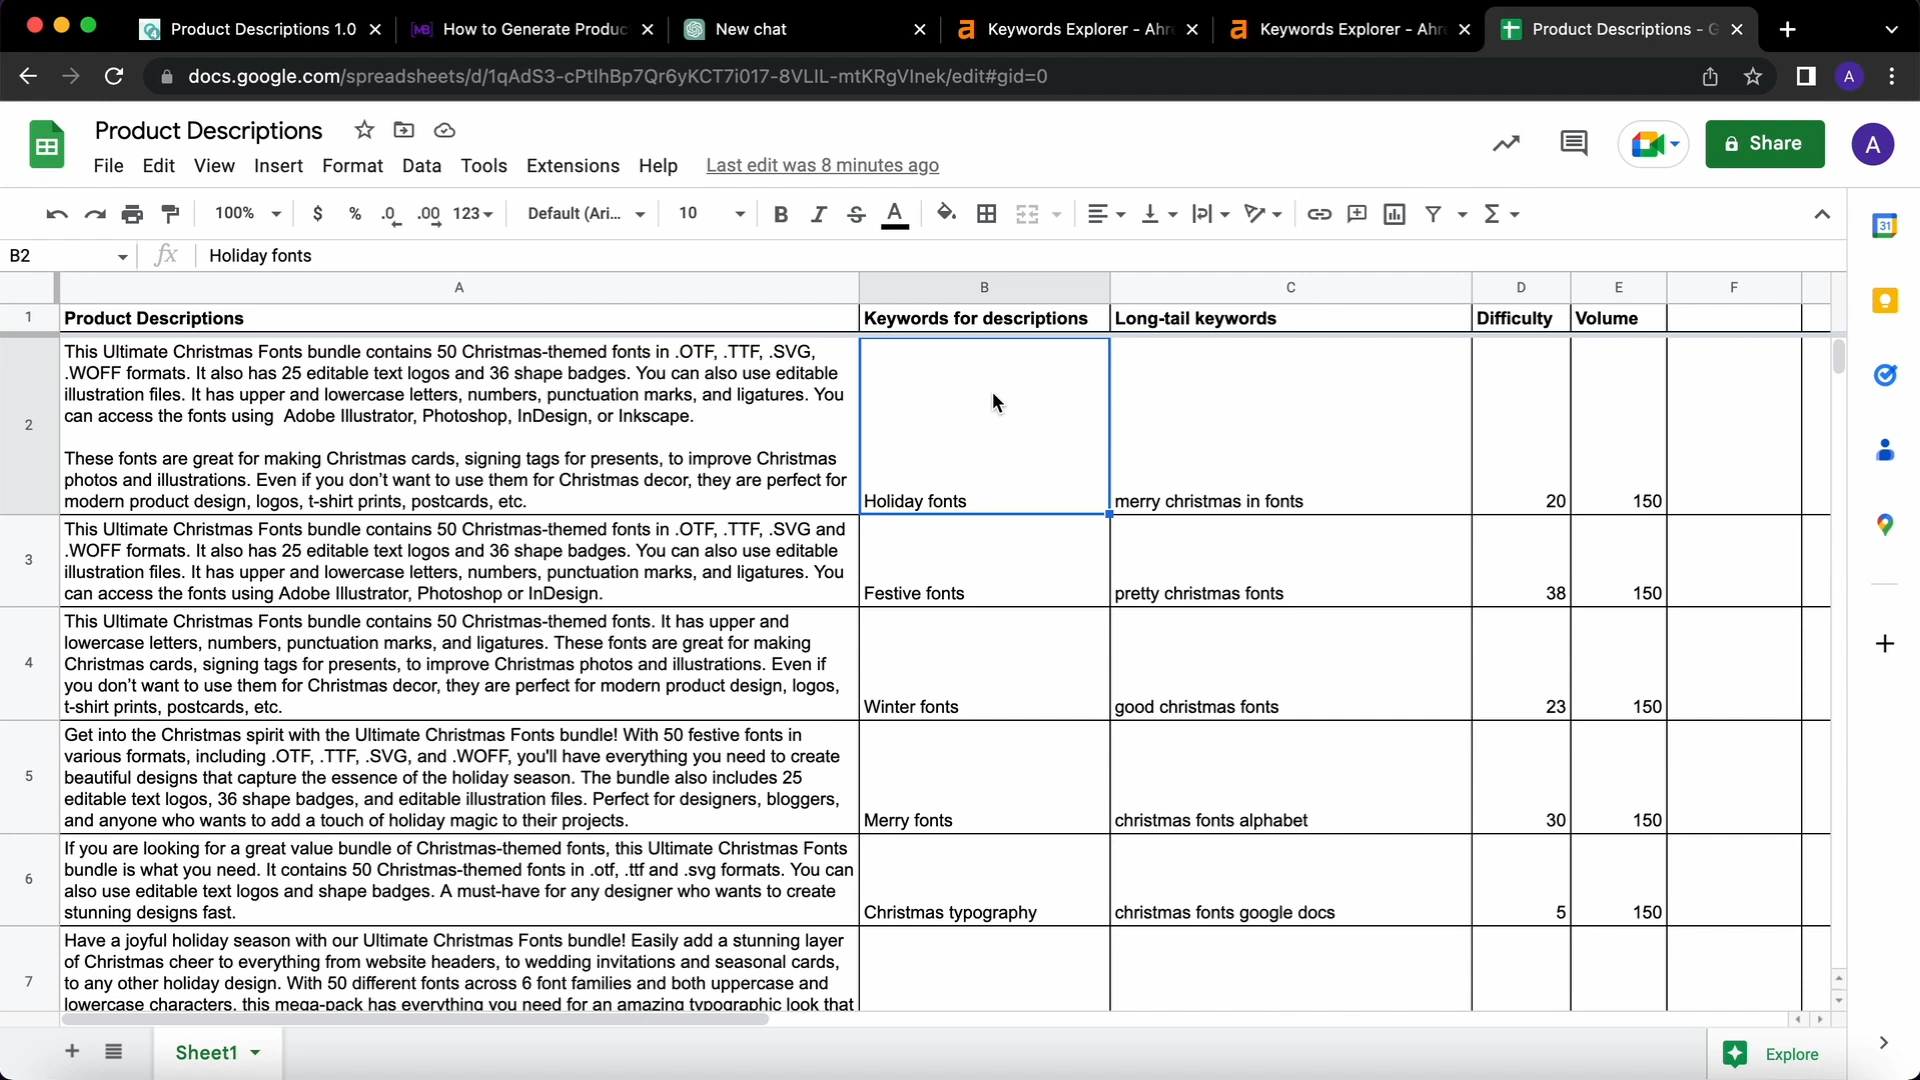 Product Descriptions 1.0
How to Generate Produc
New chat
Keywords Explorer - Ahr
Keywords Explorer - Ahr
Product Descriptions - G
docs.google.com/spreadsheets/d/1qAdS3-cPtIhBp7Qr6yKCT7i017-8VLIL-mtKRgVInek/edit#gid=0
A
Product Descriptions
File Edit View Insert Format Data Tools Extensions Help Last edit was 8 minutes ago
Share
A
100% $ % .0 .00 123 Default (Ari... 10 B I S A
31
B2 fx Holiday fonts
A B C D E F
1 Product Descriptions Keywords for descriptions Long-tail keywords Difficulty Volume
This Ultimate Christmas Fonts bundle contains 50 Christmas-themed fonts in .OTF, .TTF, .SVG,
.WOFF formats. It also has 25 editable text logos and 36 shape badges. You can also use editable
illustration files. It has upper and lowercase letters, numbers, punctuation marks, and ligatures. You
can access the fonts using Adobe Illustrator, Photoshop, InDesign, or Inkscape.
2
These fonts are great for making Christmas cards, signing tags for presents, to improve Christmas
photos and illustrations. Even if you don't want to use them for Christmas decor, they are perfect for
modern product design, logos, t-shirt prints, postcards, etc. Holiday fonts merry christmas in fonts 20 150
This Ultimate Christmas Fonts bundle contains 50 Christmas-themed fonts in .OTF, .TTF, .SVG and
.WOFF formats. It also has 25 editable text logos and 36 shape badges. You can also use editable
3
illustration files. It has upper and lowercase letters, numbers, punctuation marks, and ligatures. You
can access the fonts using Adobe Illustrator, Photoshop or InDesign. Festive fonts pretty christmas fonts 38 150
This Ultimate Christmas Fonts bundle contains 50 Christmas-themed fonts. It has upper and
lowercase letters, numbers, punctuation marks, and ligatures. These fonts are great for making
4 Christmas cards, signing tags for presents, to improve Christmas photos and illustrations. Even if
you don't want to use them for Christmas decor, they are perfect for modern product design, logos,
t-shirt prints, postcards, etc. Winter fonts good christmas fonts 23 150
Get into the Christmas spirit with the Ultimate Christmas Fonts bundle! With 50 festive fonts in
various formats, including .OTF, .TTF, .SVG, and .WOFF, you'll have everything you need to create
5 beautiful designs that capture the essence of the holiday season. The bundle also includes 25
editable text logos, 36 shape badges, and editable illustration files. Perfect for designers, bloggers,
and anyone who wants to add a touch of holiday magic to their projects. Merry fonts christmas fonts alphabet 30 150
If you are looking for a great value bundle of Christmas-themed fonts, this Ultimate Christmas Fonts
bundle is what you need. It contains 50 Christmas-themed fonts in .otf, .ttf and .svg formats. You can
6
also use editable text logos and shape badges. A must-have for any designer who wants to create
stunning designs fast. Christmas typography christmas fonts google docs 5 150
Have a joyful holiday season with our Ultimate Christmas Fonts bundle! Easily add a stunning layer
of Christmas cheer to everything from website headers, to wedding invitations and seasonal cards,
7 to any other holiday design. With 50 different fonts across 6 font families and both uppercase and
lowercase characters, this mega-pack has everything you need for an amazing typographic look that
Sheet1
Explore